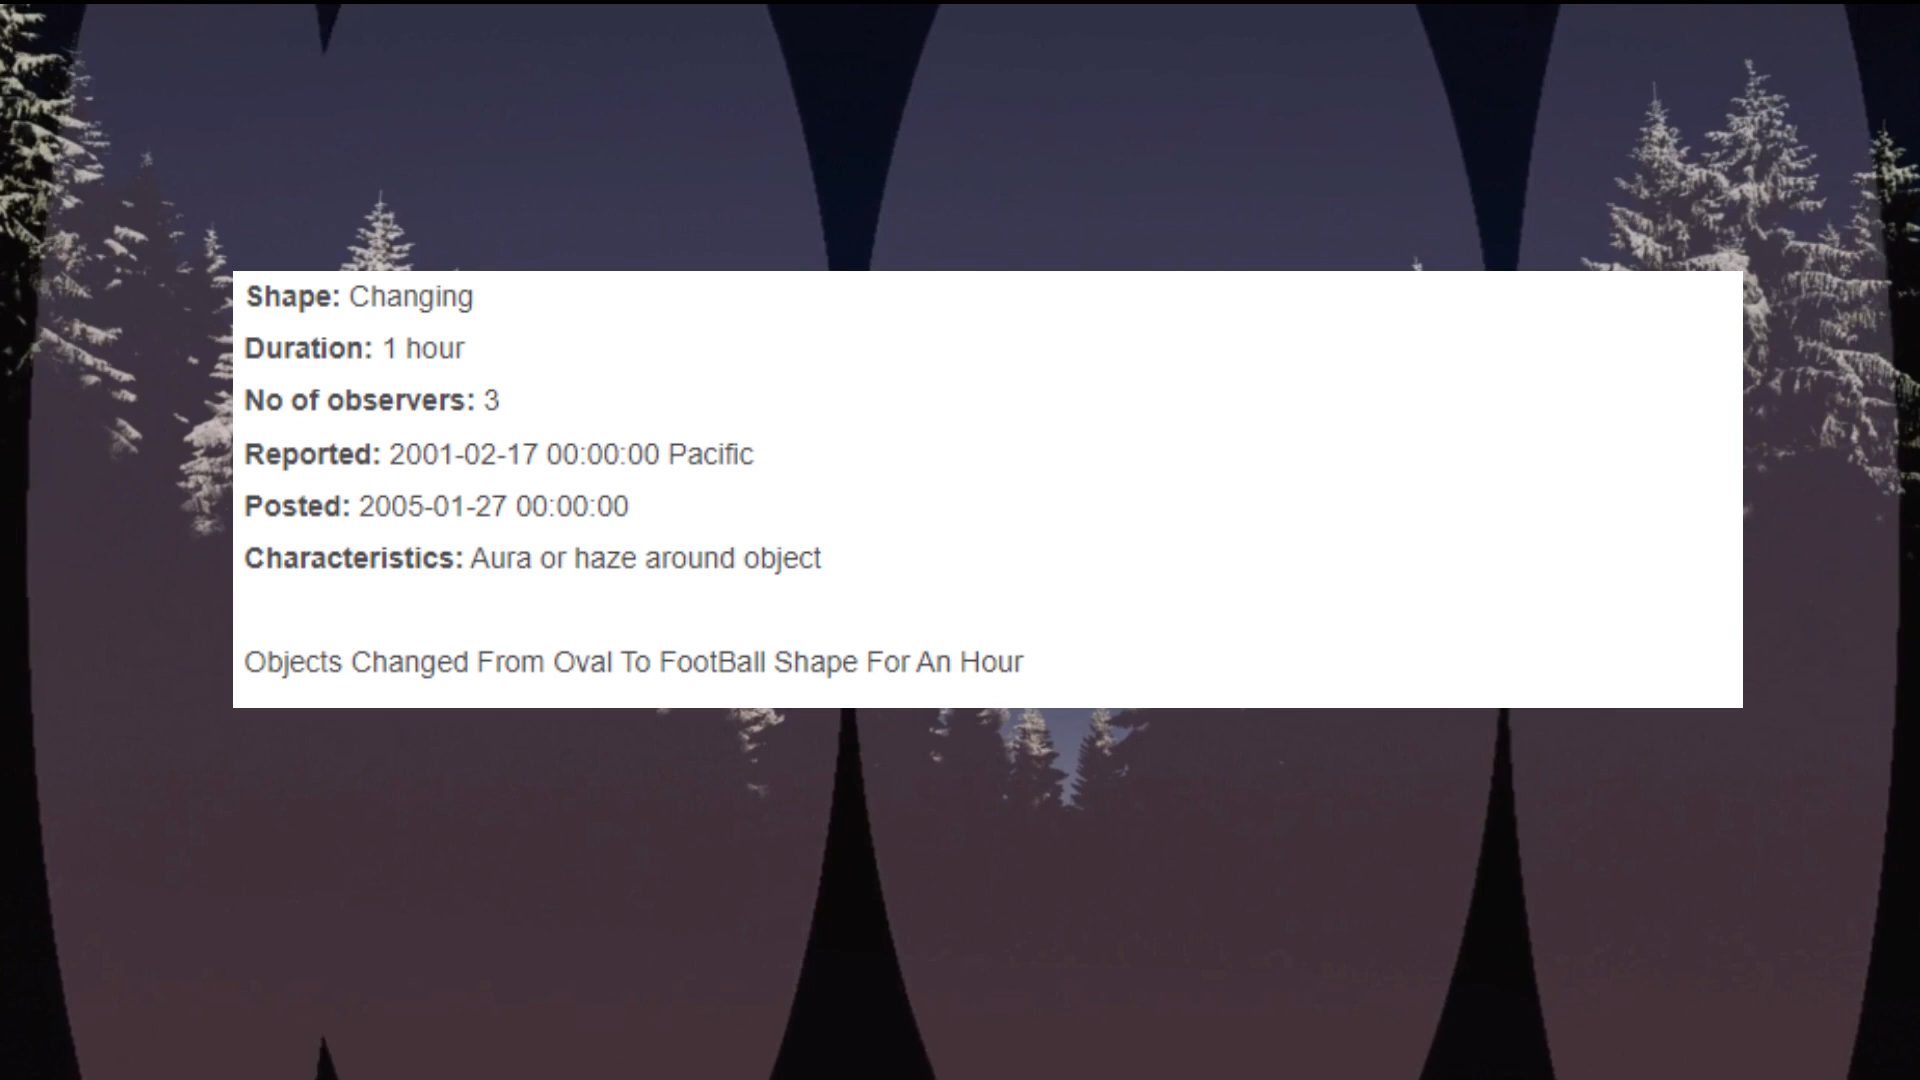 Shape: Changing
Duration: 1 hour
No of observers: 3
Reported: 2001-02-17 00:00:00 Pacific
Posted: 2005-01-27 00:00:00
Characteristics: Aura or haze around object
Objects Changed From Oval To FootBall Shape For An Hour